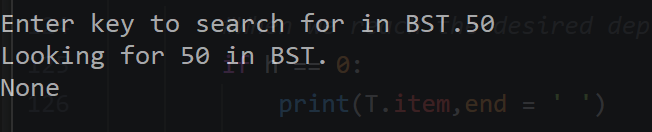 Enter key to search for in BST.50
Looking for 50 in BST.
None
if h == 0:
126
print(T.item,end = ' ')